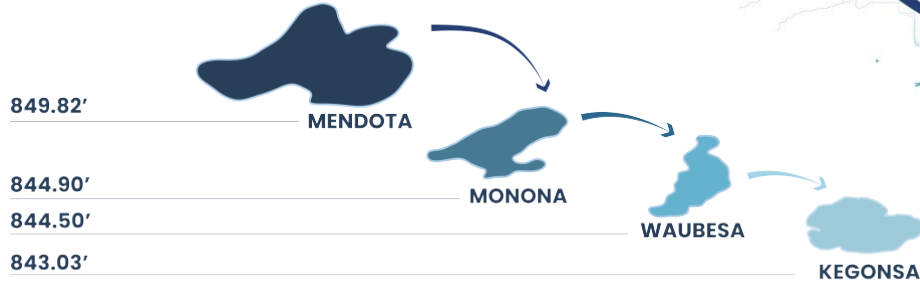 849.82’
MENDOTA
844.90’
MONONA
844.50’
WAUBESA
843.03’
KEGONSA